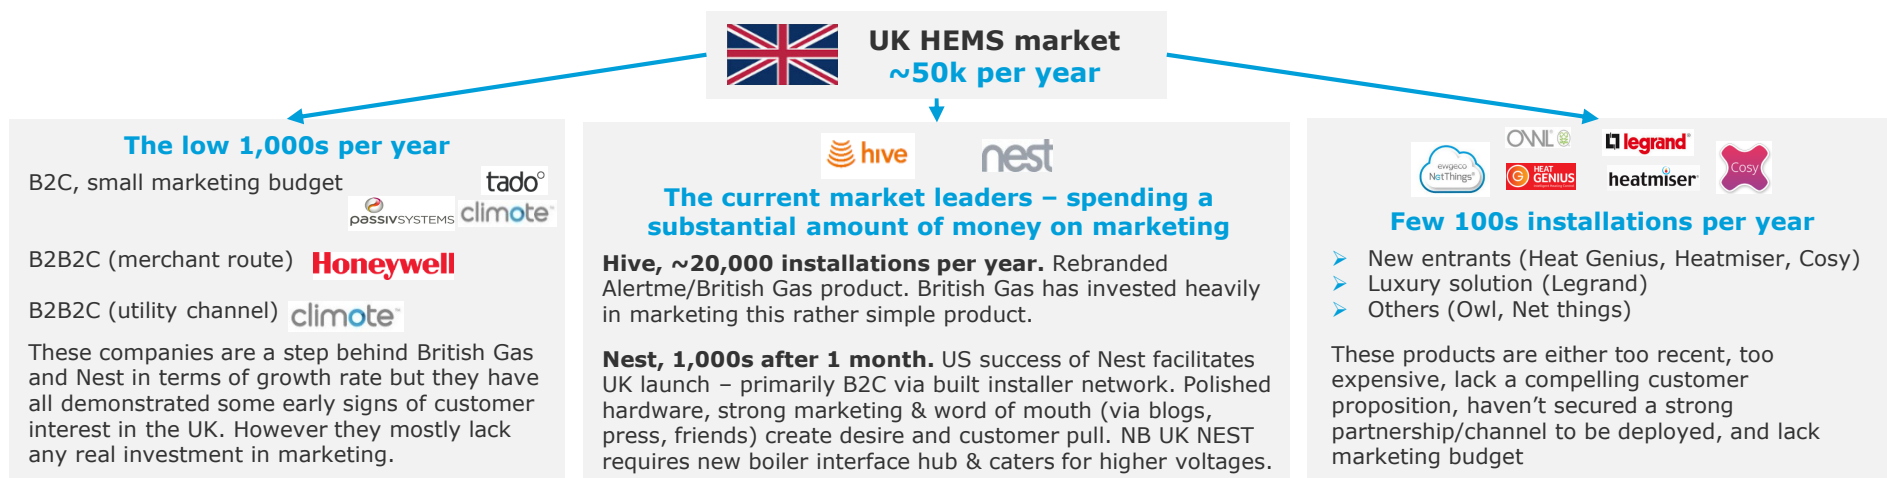 UK HEMS market
~50k per year
The low 1,000s per year
B2C, small marketing budget
tado°
PASSIVSYSTEMS
climote
B2B2C (merchant route)
Honeywell
B2B2C (utility channel)
climote
These companies are a step behind British Gas
and Nest in terms of growth rate but they have
all demonstrated some early signs of customer
interest in the UK. However they mostly lack
any real investment in marketing.
hive
nest
The current market leaders – spending a
substantial amount of money on marketing
Hive, ~20,000 installations per year. Rebranded
Alertme/British Gas product. British Gas has invested heavily
in marketing this rather simple product.
Nest, 1,000s after 1 month. US success of Nest facilitates
UK launch – primarily B2C via built installer network. Polished
hardware, strong marketing & word of mouth (via blogs,
press, friends) create desire and customer pull. NB UK NEST
requires new boiler interface hub & caters for higher voltages.
ewgeco
NetThings
OWL
HEAT
GENIUS
legrand
heatmiser
Cosy
Few 100s installations per year
New entrants (Heat Genius, Heatmiser, Cosy)
Luxury solution (Legrand)
Others (Owl, Net things)
These products are either too recent, too
expensive, lack a compelling customer
proposition, haven’t secured a strong
partnership/channel to be deployed, and lack
marketing budget